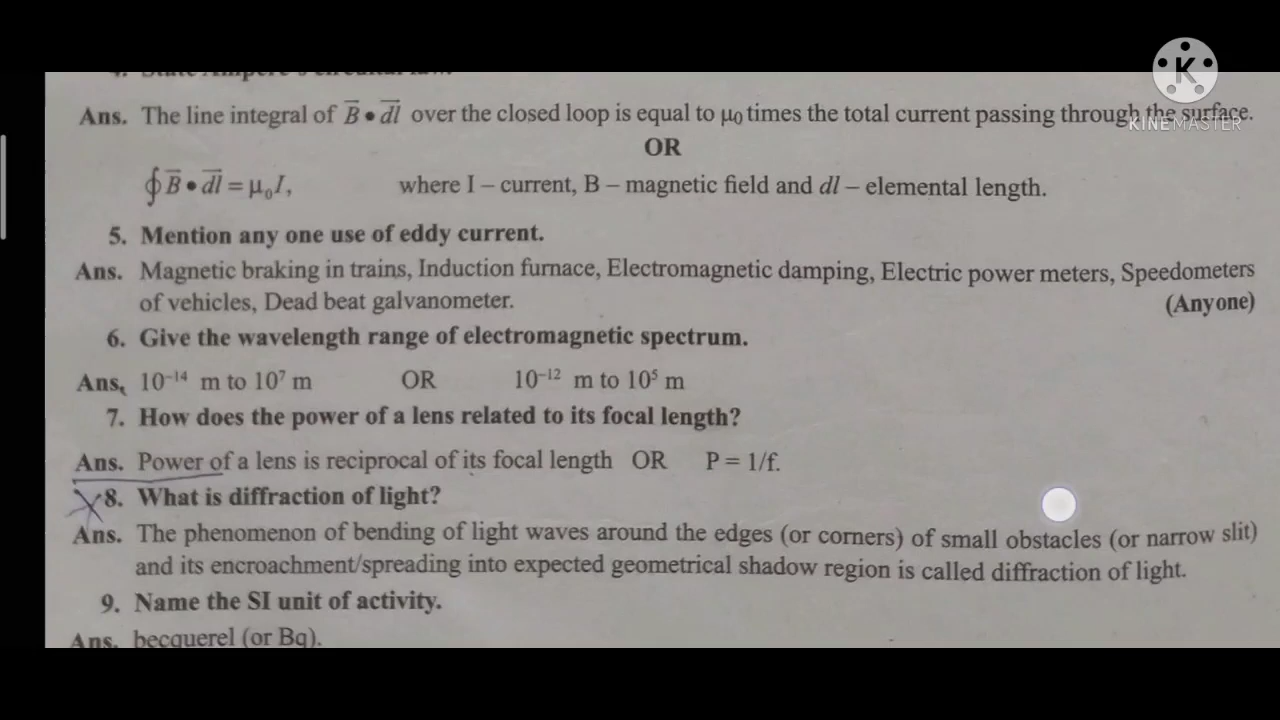 4. State Ampere's circuital law.
K
KINEMASTER
Ans. The line integral of B⃗ • dl⃗ over the closed loop is equal to μ₀ times the total current passing through the surface.
OR
∮B⃗ • dl⃗ = μ₀I, where I – current, B – magnetic field and dl – elemental length.
5. Mention any one use of eddy current.
Ans. Magnetic braking in trains, Induction furnace, Electromagnetic damping, Electric power meters, Speedometers
of vehicles, Dead beat galvanometer. (Any one)
6. Give the wavelength range of electromagnetic spectrum.
Ans. 10⁻¹⁴ m to 10⁷ m OR 10⁻¹² m to 10⁵ m
7. How does the power of a lens related to its focal length?
Ans. Power of a lens is reciprocal of its focal length OR P = 1/f.
8. What is diffraction of light?
Ans. The phenomenon of bending of light waves around the edges (or corners) of small obstacles (or narrow slit)
and its encroachment/spreading into expected geometrical shadow region is called diffraction of light.
9. Name the SI unit of activity.
Ans. becquerel (or Bq).